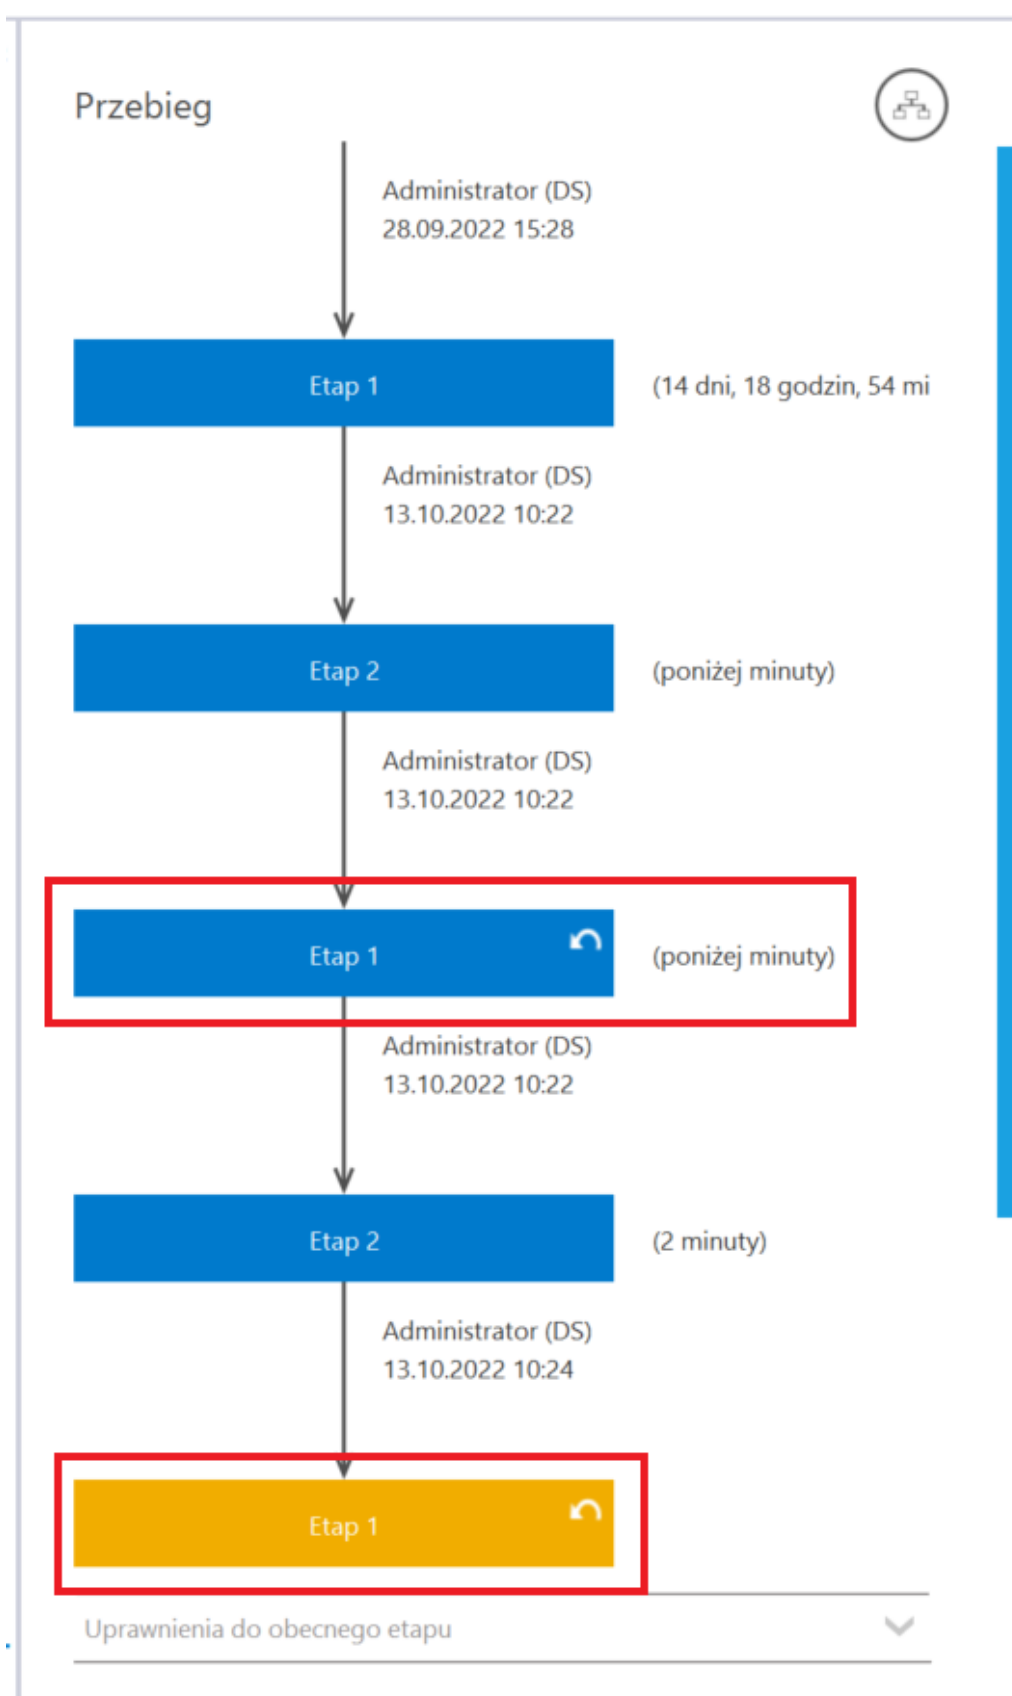 Przebieg
Administrator (DS)
28.09.2022 15:28
Etap 1
(14 dni, 18 godzin, 54 mi
Administrator (DS)
13.10.2022 10:22
Etap 2
(poniżej minuty)
Administrator (DS)
13.10.2022 10:22
Etap 1
(poniżej minuty)
Administrator (DS)
13.10.2022 10:22
Etap 2
(2 minuty)
Administrator (DS)
13.10.2022 10:24
Etap 1
Uprawnienia do obecnego etapu